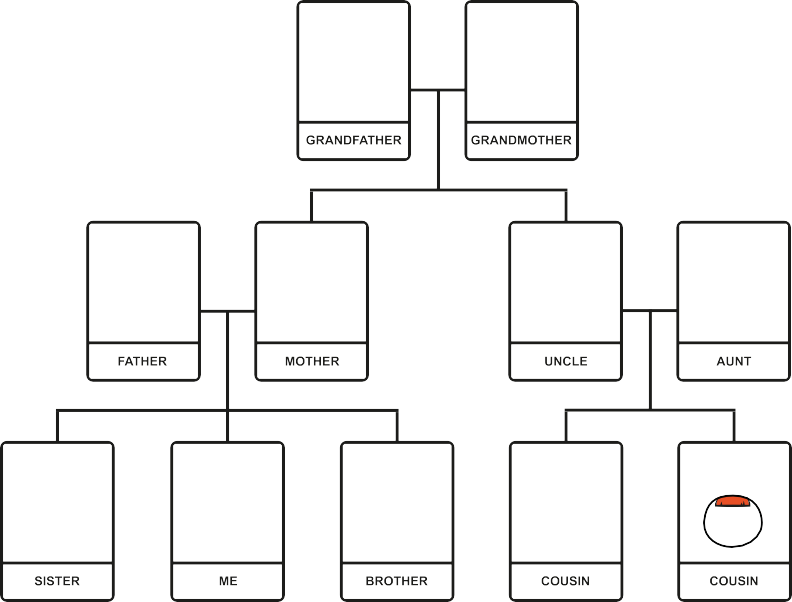 GRANDFATHER GRANDMOTHER
FATHER MOTHER UNCLE AUNT
SISTER ME BROTHER COUSIN COUSIN